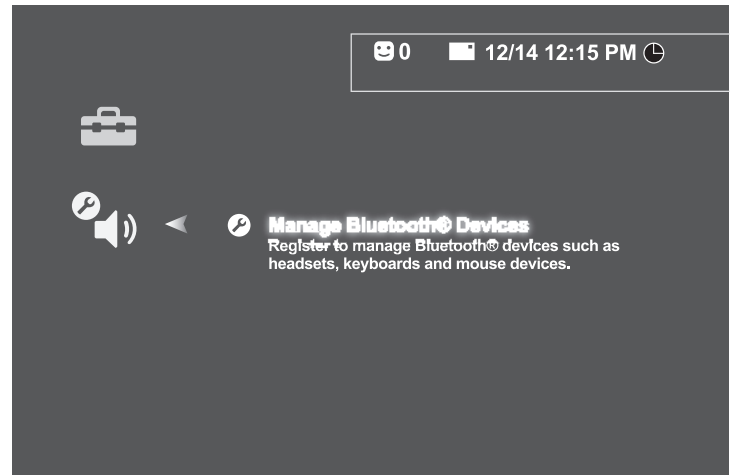 0 12/14 12:15 PM
Manage Bluetooth® Devices
Register to manage Bluetooth® devices such as
headsets, keyboards and mouse devices.